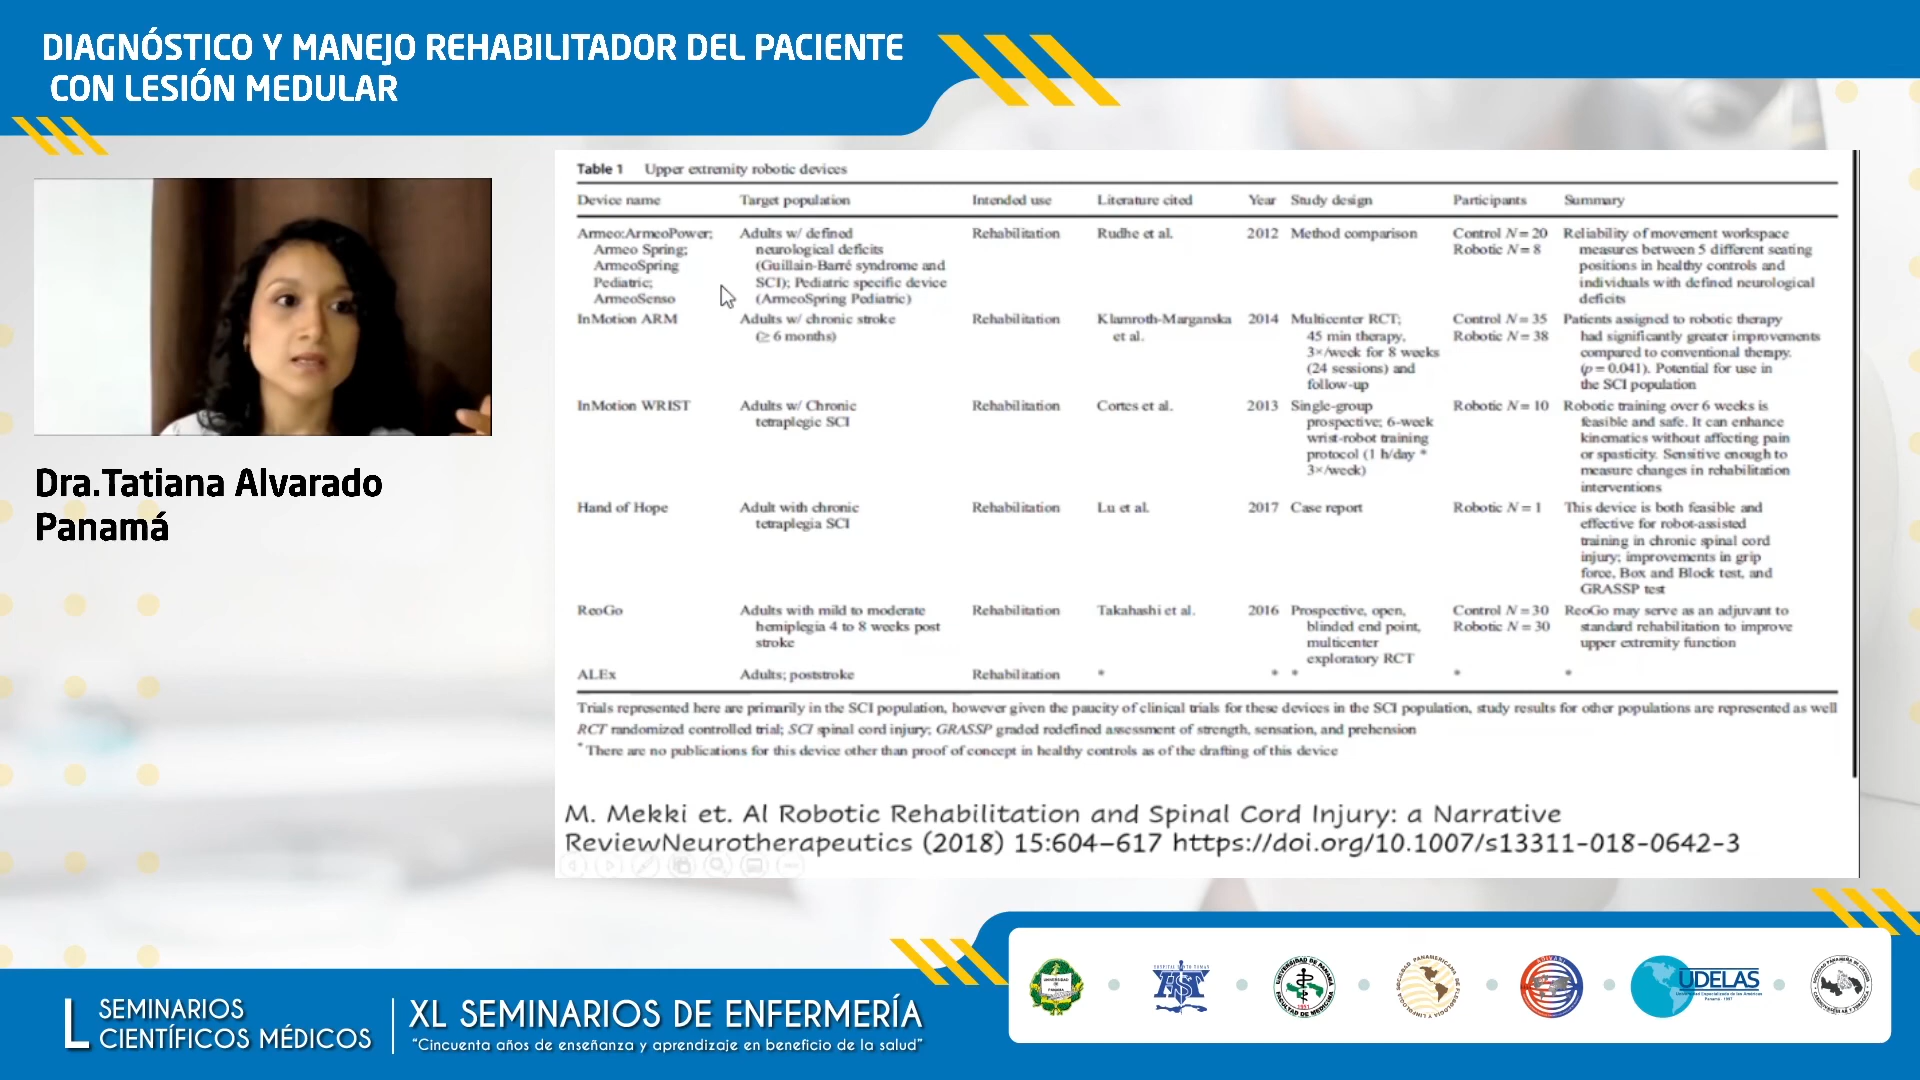 DIAGNÓSTICO Y MANEJO REHABILITADOR DEL PACIENTE
CON LESIÓN MEDULAR
Dra.Tatiana Alvarado
Panamá
Table 1 Upper extremity robotic devices
Device name Target population Intended use Literature cited Year Study design Participants Summary
Armeo:ArmeoPower; Adults w/ defined Rehabilitation Rudhe et al. 2012 Method comparison Control N = 20 Reliability of movement workspace
Armeo Spring; neurological deficits Robotic N = 8 measures between 5 different seating
ArmeoSpring (Guillain-Barré syndrome and positions in healthy controls and
Pediatric; SCI); Pediatric specific device individuals with defined neurological
ArmeoSenso (ArmeoSpring Pediatric) deficits
InMotion ARM Adults w/ chronic stroke Rehabilitation Klamroth-Marganska 2014 Multicenter RCT; Control N = 35 Patients assigned to robotic therapy
(≥ 6 months) et al. 45 min therapy, Robotic N = 38 had significantly greater improvements
3×/week for 8 weeks compared to conventional therapy.
(24 sessions) and (p = 0.041). Potential for use in
follow-up the SCI population
InMotion WRIST Adults w/ Chronic Rehabilitation Cortes et al. 2013 Single-group Robotic N = 10 Robotic training over 6 weeks is
tetraplegic SCI prospective; 6-week feasible and safe. It can enhance
wrist-robot training kinematics without affecting pain
protocol (1 h/day * or spasticity. Sensitive enough to
3×/week) measure changes in rehabilitation
interventions
Hand of Hope Adult with chronic Rehabilitation Lu et al. 2017 Case report Robotic N = 1 This device is both feasible and
tetraplegia SCI effective for robot-assisted
training in chronic spinal cord
injury; improvements in grip
force, Box and Block test, and
GRASSP test
ReoGo Adults with mild to moderate Rehabilitation Takahashi et al. 2016 Prospective, open, Control N = 30 ReoGo may serve as an adjuvant to
hemiplegia 4 to 8 weeks post blinded end point, Robotic N = 30 standard rehabilitation to improve
stroke multicenter upper extremity function
exploratory RCT
ALEx Adults; poststroke Rehabilitation * * * * *
Trials represented here are primarily in the SCI population, however given the paucity of clinical trials for these devices in the SCI population, study results for other populations are represented as well
RCT randomized controlled trial; SCI spinal cord injury; GRASSP graded redefined assessment of strength, sensation, and prehension
* There are no publications for this device other than proof of concept in healthy controls as of the drafting of this device
M. Mekki et. Al Robotic Rehabilitation and Spinal Cord Injury: a Narrative
ReviewNeurotherapeutics (2018) 15:604–617 https://doi.org/10.1007/s13311-018-0642-3
L SEMINARIOS
CIENTÍFICOS MÉDICOS
XL SEMINARIOS DE ENFERMERÍA
"Cincuenta años de enseñanza y aprendizaje en beneficio de la salud"
HOSPITAL SANTO TOMAS
HST
UNIVERSIDAD DE PANAMÁ
FACULTAD DE MEDICINA
UDELAS